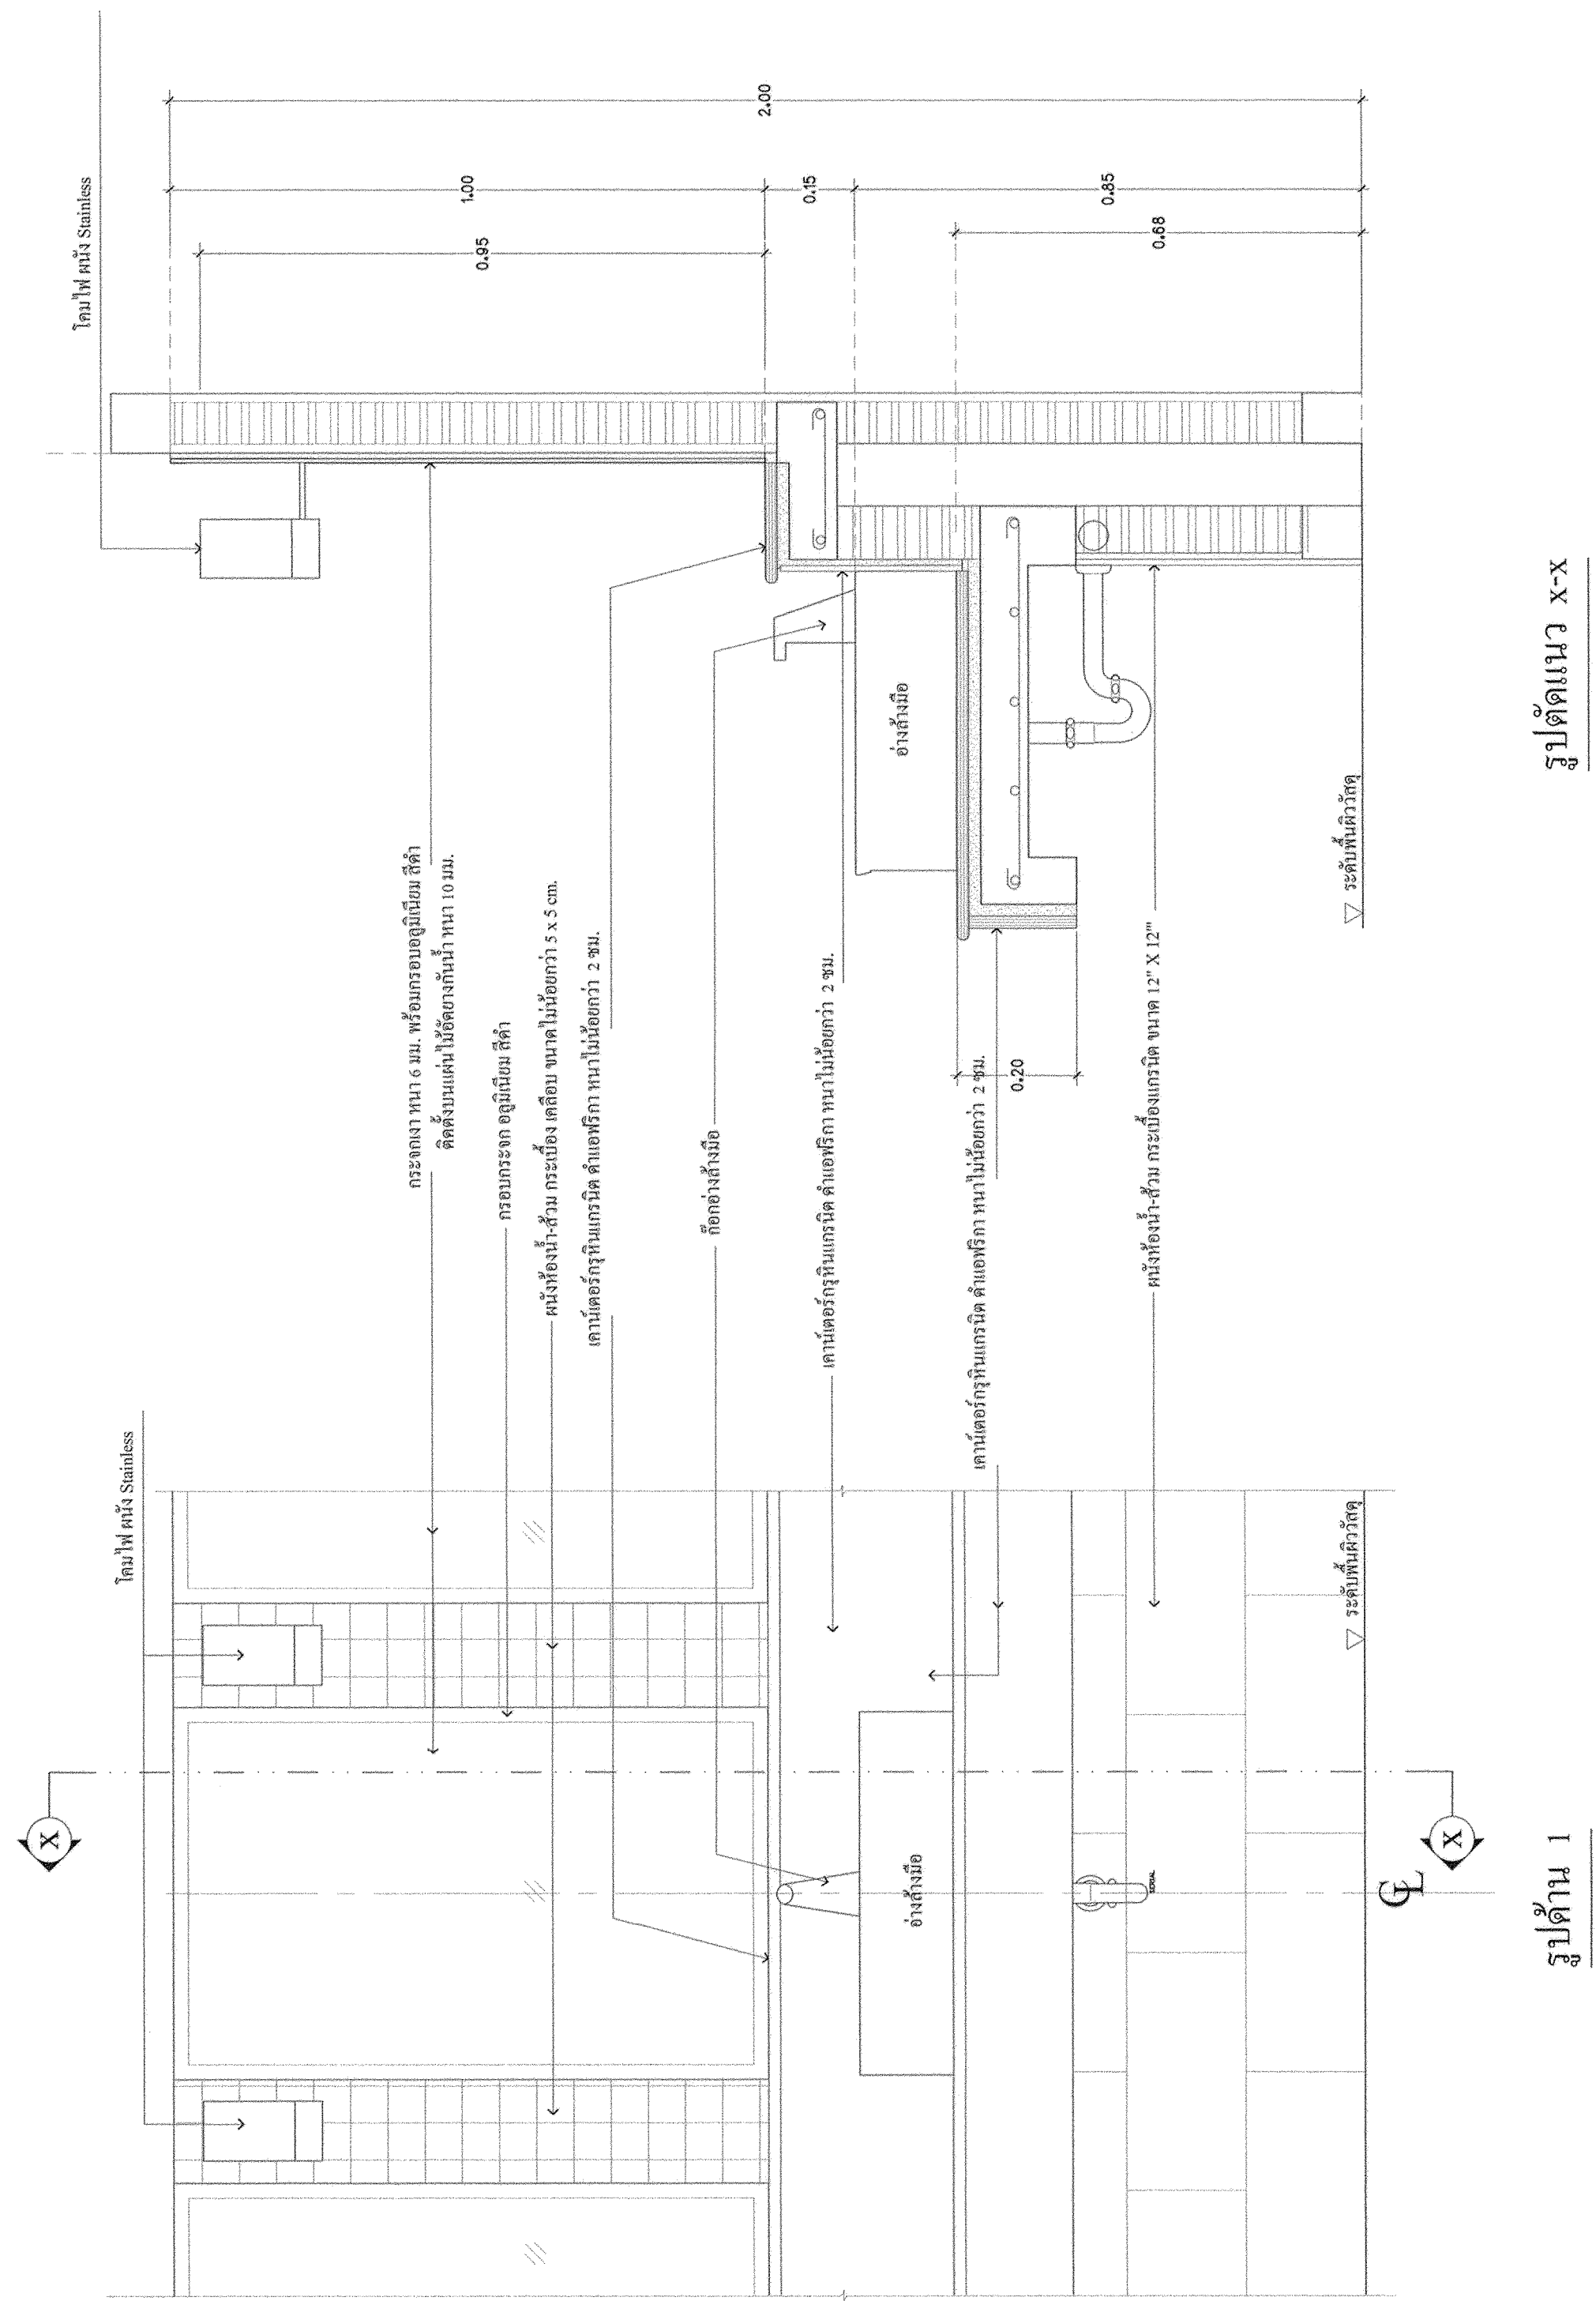 โคมไฟ ผนัง Stainless
โคมไฟ ผนัง Stainless
กระจกเงา หนา 6 มม. พร้อมกรอบอลูมิเนียม สีดำ
ติดตั้งบนแผ่นไม้อัดยางกันน้ำ หนา 10 มม.
กรอบกระจก อลูมิเนียม สีดำ
ผนังห้องน้ำ-ส้วม กระเบื้อง เคลือบ ขนาดไม่น้อยกว่า 5 x 5 cm.
เคาน์เตอร์กรุหินแกรนิต ดำแอฟริกา หนาไม่น้อยกว่า 2 ซม.
ก๊อกอ่างล้างมือ
เคาน์เตอร์กรุหินแกรนิต ดำแอฟริกา หนาไม่น้อยกว่า 2 ซม.
เคาน์เตอร์กรุหินแกรนิต ดำแอฟริกา หนาไม่น้อยกว่า 2 ซม.
ผนังห้องน้ำ-ส้วม กระเบื้องแกรนิต ขนาด 12" X 12"
อ่างล้างมือ
อ่างล้างมือ
ระดับพื้นผิววัสดุ
ระดับพื้นผิววัสดุ
2.00
1.00
0.15
0.85
0.95
0.68
0.20
X
X
CL
รูปด้าน 1
รูปตัดแนว x-x